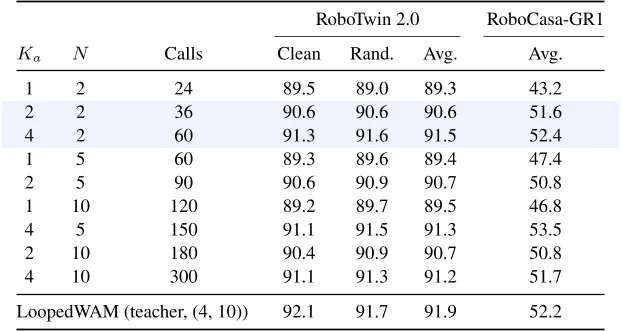 RoboTwin 2.0 RoboCasa-GR1
K_a N Calls Clean Rand. Avg. Avg.
1 2 24 89.5 89.0 89.3 43.2
2 2 36 90.6 90.6 90.6 51.6
4 2 60 91.3 91.6 91.5 52.4
1 5 60 89.3 89.6 89.4 47.4
2 5 90 90.6 90.9 90.7 50.8
1 10 120 89.2 89.7 89.5 46.8
4 5 150 91.1 91.5 91.3 53.5
2 10 180 90.4 90.9 90.7 50.8
4 10 300 91.1 91.3 91.2 51.7
LoopedWAM (teacher, (4, 10)) 92.1 91.7 91.9 52.2